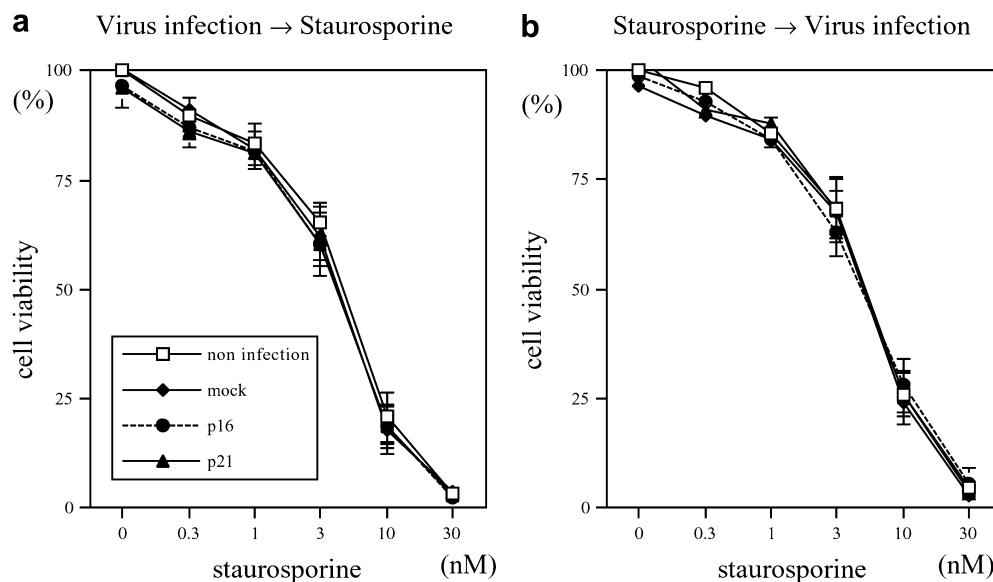 a Virus infection → Staurosporine
(%)
100
75
50
25
0
cell viability
non infection
mock
p16
p21
0 0.3 1 3 10 30
staurosporine (nM)
b Staurosporine → Virus infection
(%)
100
75
50
25
0
cell viability
0 0.3 1 3 10 30
staurosporine (nM)